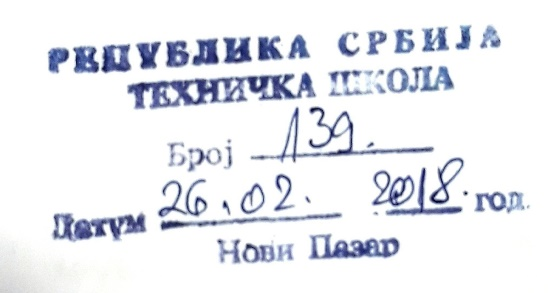 РЕПУБЛИКА СРБИЈА
ТЕХНИЧКА ШКОЛА
Број 139.
Датум 26.02. 2018. год.
Нови Пазар